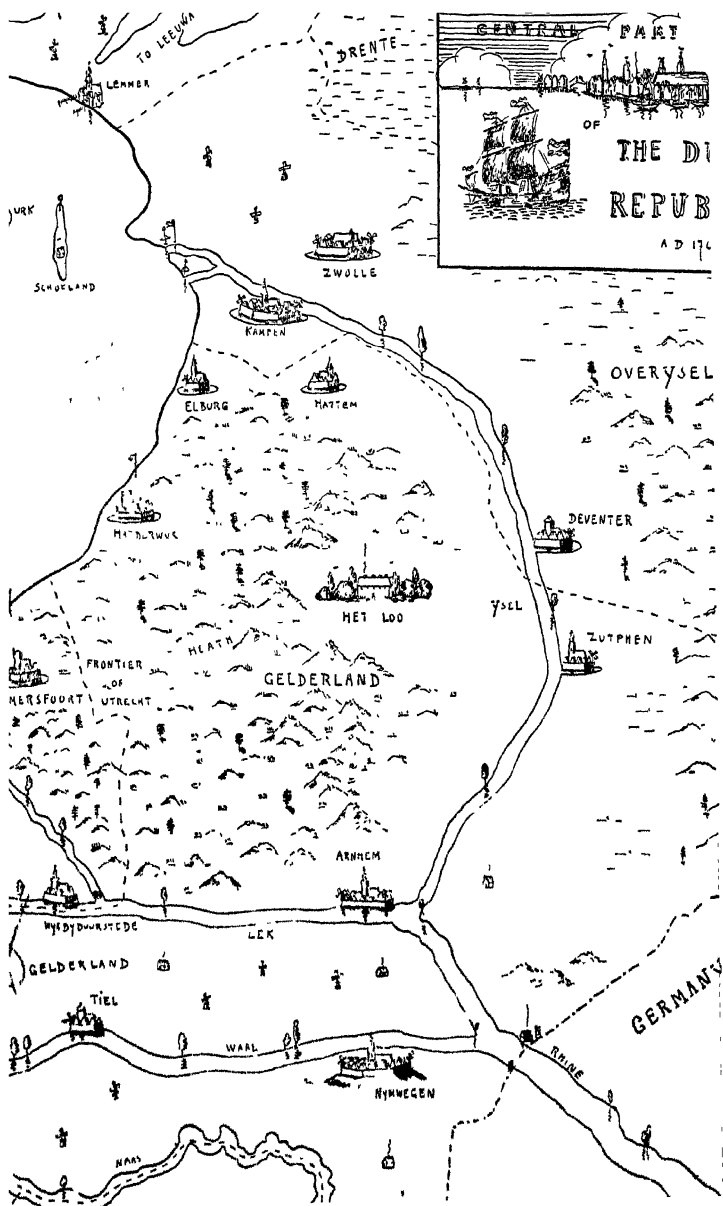 CENTRAL PART
OF
THE D
REPUB
A D 17
TO LEEUWA
DRENTE
LEMMER
URK
SCHOKLAND
ZWOLLE
KAMPEN
ELBURG
HATTEM
OVERYSEL
DEVENTER
HET LOO
YSEL
ZUTPHEN
HEATH
FRONTIER
OF
UTRECHT
MERSFOORT
GELDERLAND
ARNHEM
WYKBYDUURSTEDE
LEK
GELDERLAND
TIEL
GERMANY
WAAL
RHINE
NYMWEGEN
MAAS